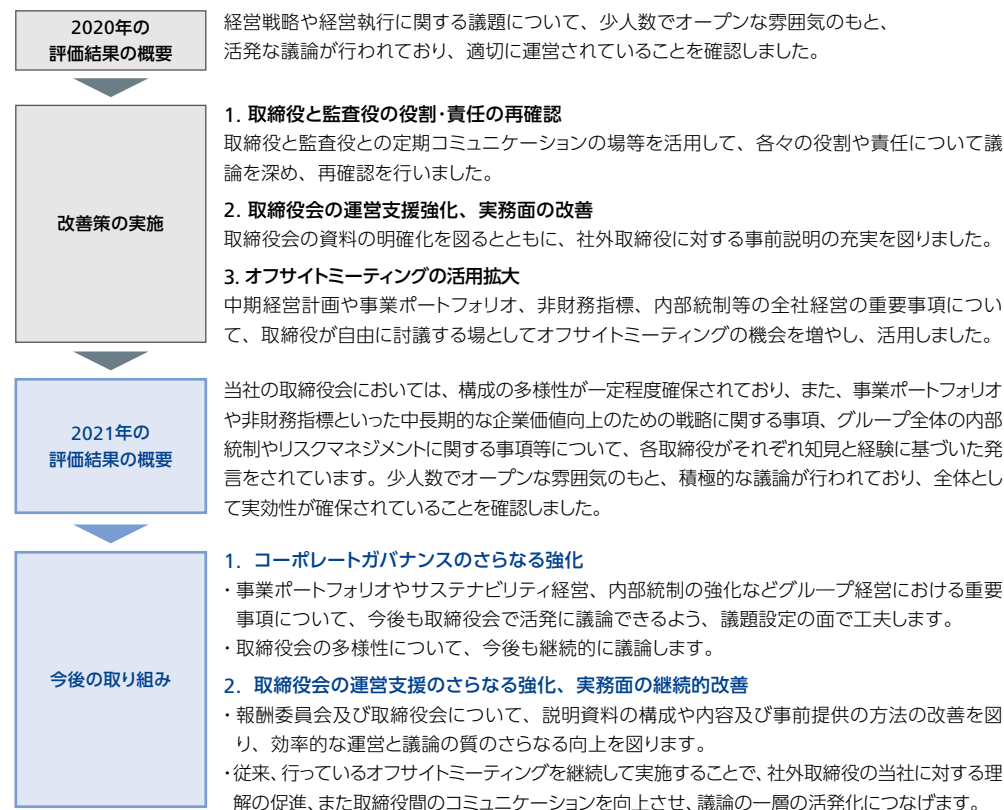 2020年の
評価結果の概要
経営戦略や経営執行に関する議題について、少人数でオープンな雰囲気のもと、
活発な議論が行われており、適切に運営されていることを確認しました。
改善策の実施
1. 取締役と監査役の役割･責任の再確認
取締役と監査役との定期コミュニケーションの場等を活用して、各々の役割や責任について議
論を深め、再確認を行いました。
2. 取締役会の運営支援強化、実務面の改善
取締役会の資料の明確化を図るとともに、社外取締役に対する事前説明の充実を図りました。
3. オフサイトミーティングの活用拡大
中期経営計画や事業ポートフォリオ、非財務指標、内部統制等の全社経営の重要事項につい
て、取締役が自由に討議する場としてオフサイトミーティングの機会を増やし、活用しました。
2021年の
評価結果の概要
当社の取締役会においては、構成の多様性が一定程度確保されており、また、事業ポートフォリオ
や非財務指標といった中長期的な企業価値向上のための戦略に関する事項、グループ全体の内部
統制やリスクマネジメントに関する事項等について、各取締役がそれぞれ知見と経験に基づいた発
言をされています。少人数でオープンな雰囲気のもと、積極的な議論が行われており、全体とし
て実効性が確保されていることを確認しました。
今後の取り組み
1. コーポレートガバナンスのさらなる強化
・事業ポートフォリオやサステナビリティ経営、内部統制の強化などグループ経営における重要
事項について、今後も取締役会で活発に議論できるよう、議題設定の面で工夫します。
・取締役会の多様性について、今後も継続的に議論します。
2. 取締役会の運営支援のさらなる強化、実務面の継続的改善
・報酬委員会及び取締役会について、説明資料の構成や内容及び事前提供の方法の改善を図
り、効率的な運営と議論の質のさらなる向上を図ります。
・従来、行っているオフサイトミーティングを継続して実施することで、社外取締役の当社に対する理
解の促進、また取締役間のコミュニケーションを向上させ、議論の一層の活発化につなげます。